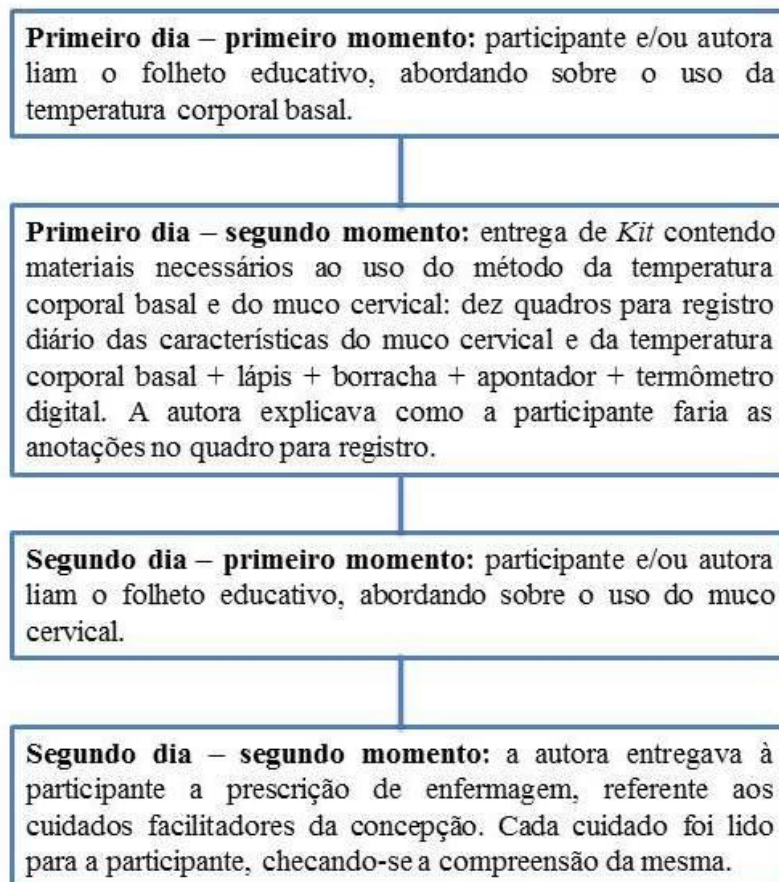 Primeiro dia – primeiro momento: participante e/ou autora
liam o folheto educativo, abordando sobre o uso da
temperatura corporal basal.
Primeiro dia – segundo momento: entrega de Kit contendo
materiais necessários ao uso do método da temperatura
corporal basal e do muco cervical: dez quadros para registro
diário das características do muco cervical e da temperatura
corporal basal + lápis + borracha + apontador + termômetro
digital. A autora explicava como a participante faria as
anotações no quadro para registro.
Segundo dia – primeiro momento: participante e/ou autora
liam o folheto educativo, abordando sobre o uso do muco
cervical.
Segundo dia – segundo momento: a autora entregava à
participante a prescrição de enfermagem, referente aos
cuidados facilitadores da concepção. Cada cuidado foi lido
para a participante, checando-se a compreensão da mesma.